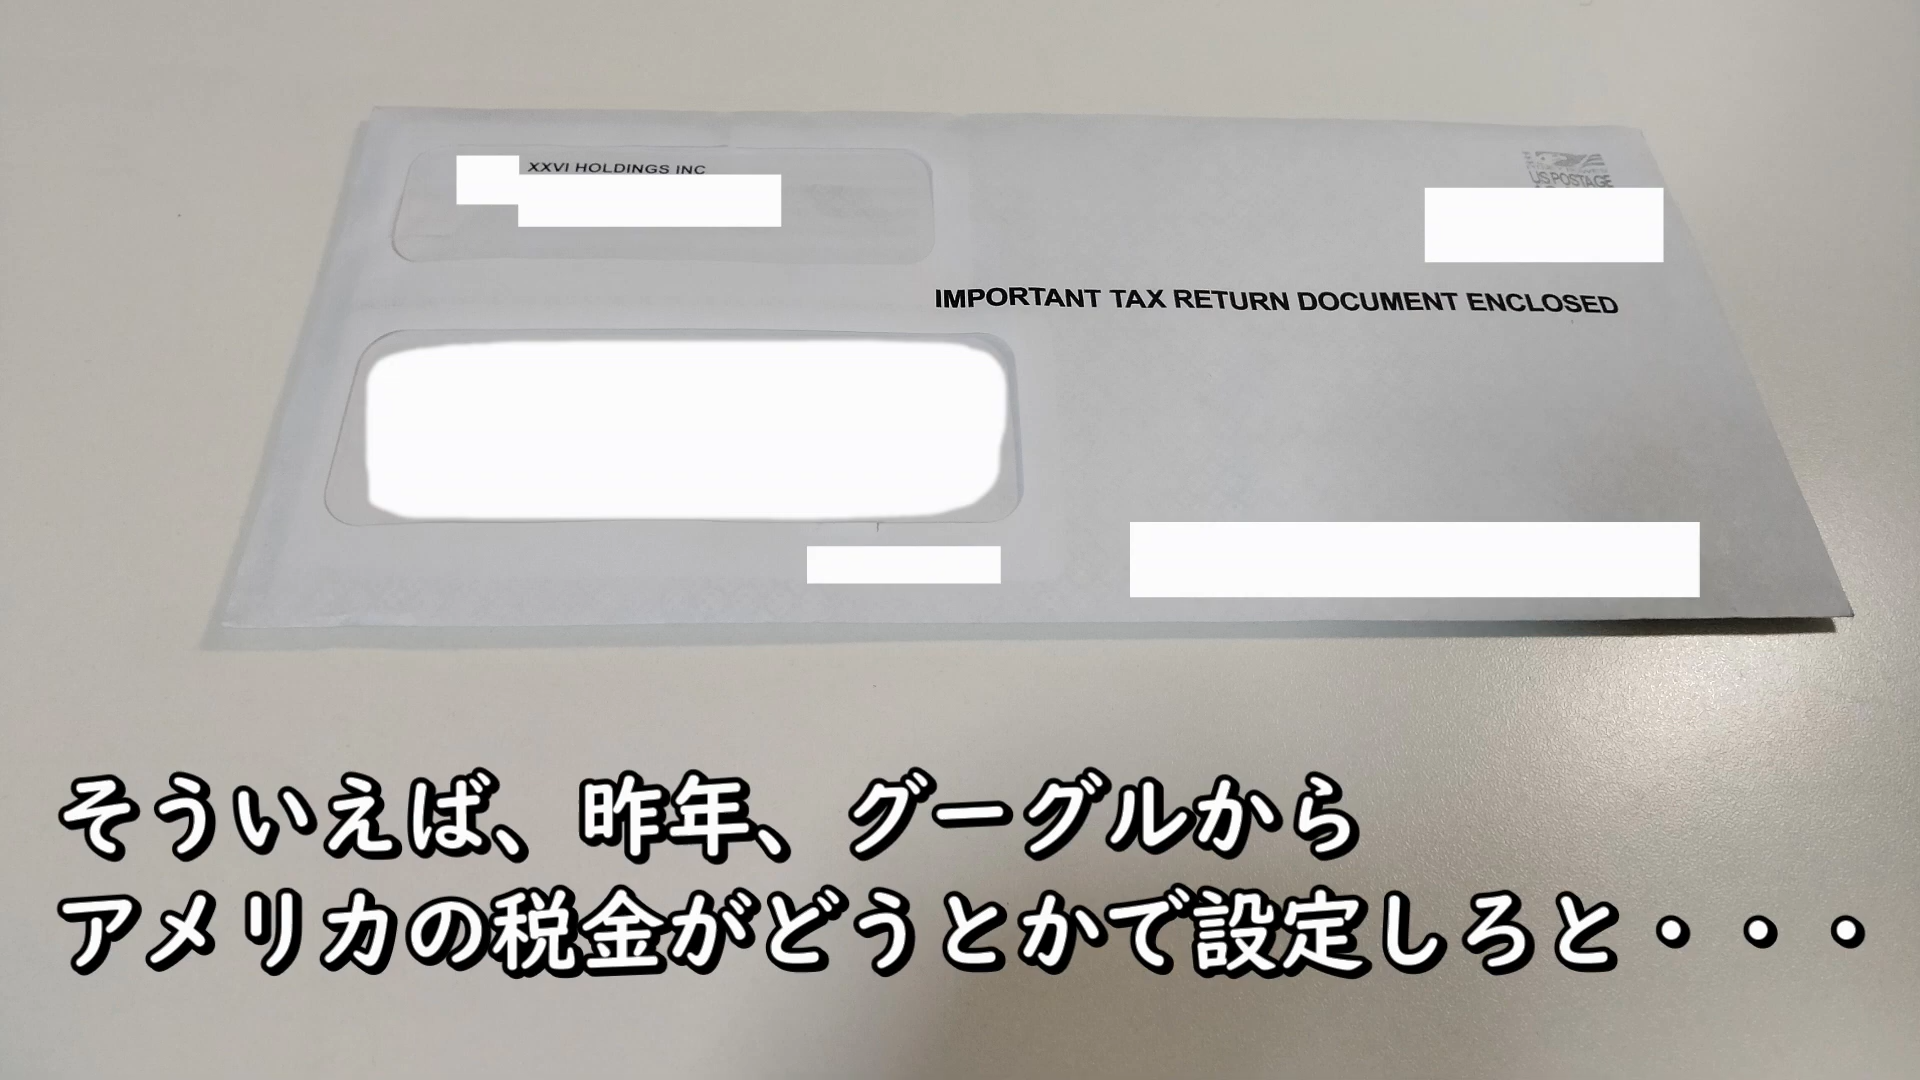 XXVI HOLDINGS INC
US POSTAGE
IMPORTANT TAX RETURN DOCUMENT ENCLOSED
そういえば、昨年、グーグルから
アメリカの税金がどうとかで設定しろと・・・